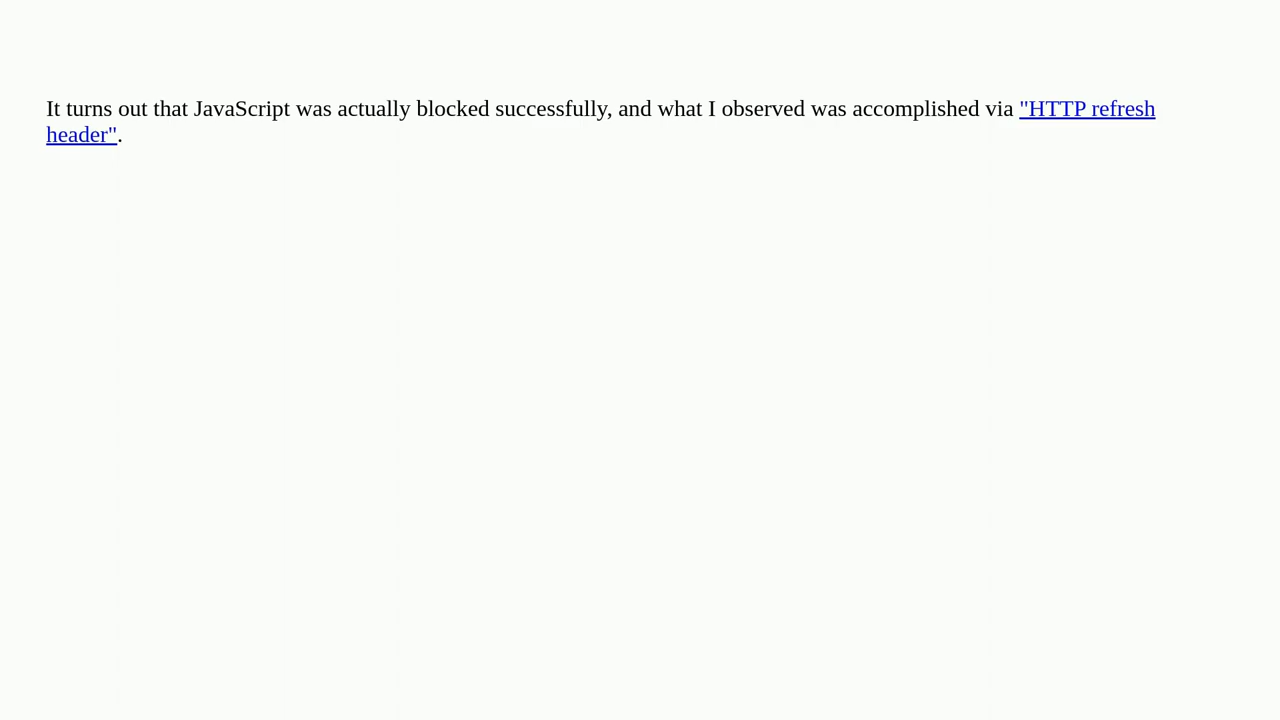 It turns out that JavaScript was actually blocked successfully, and what I observed was accomplished via "HTTP refresh
header".